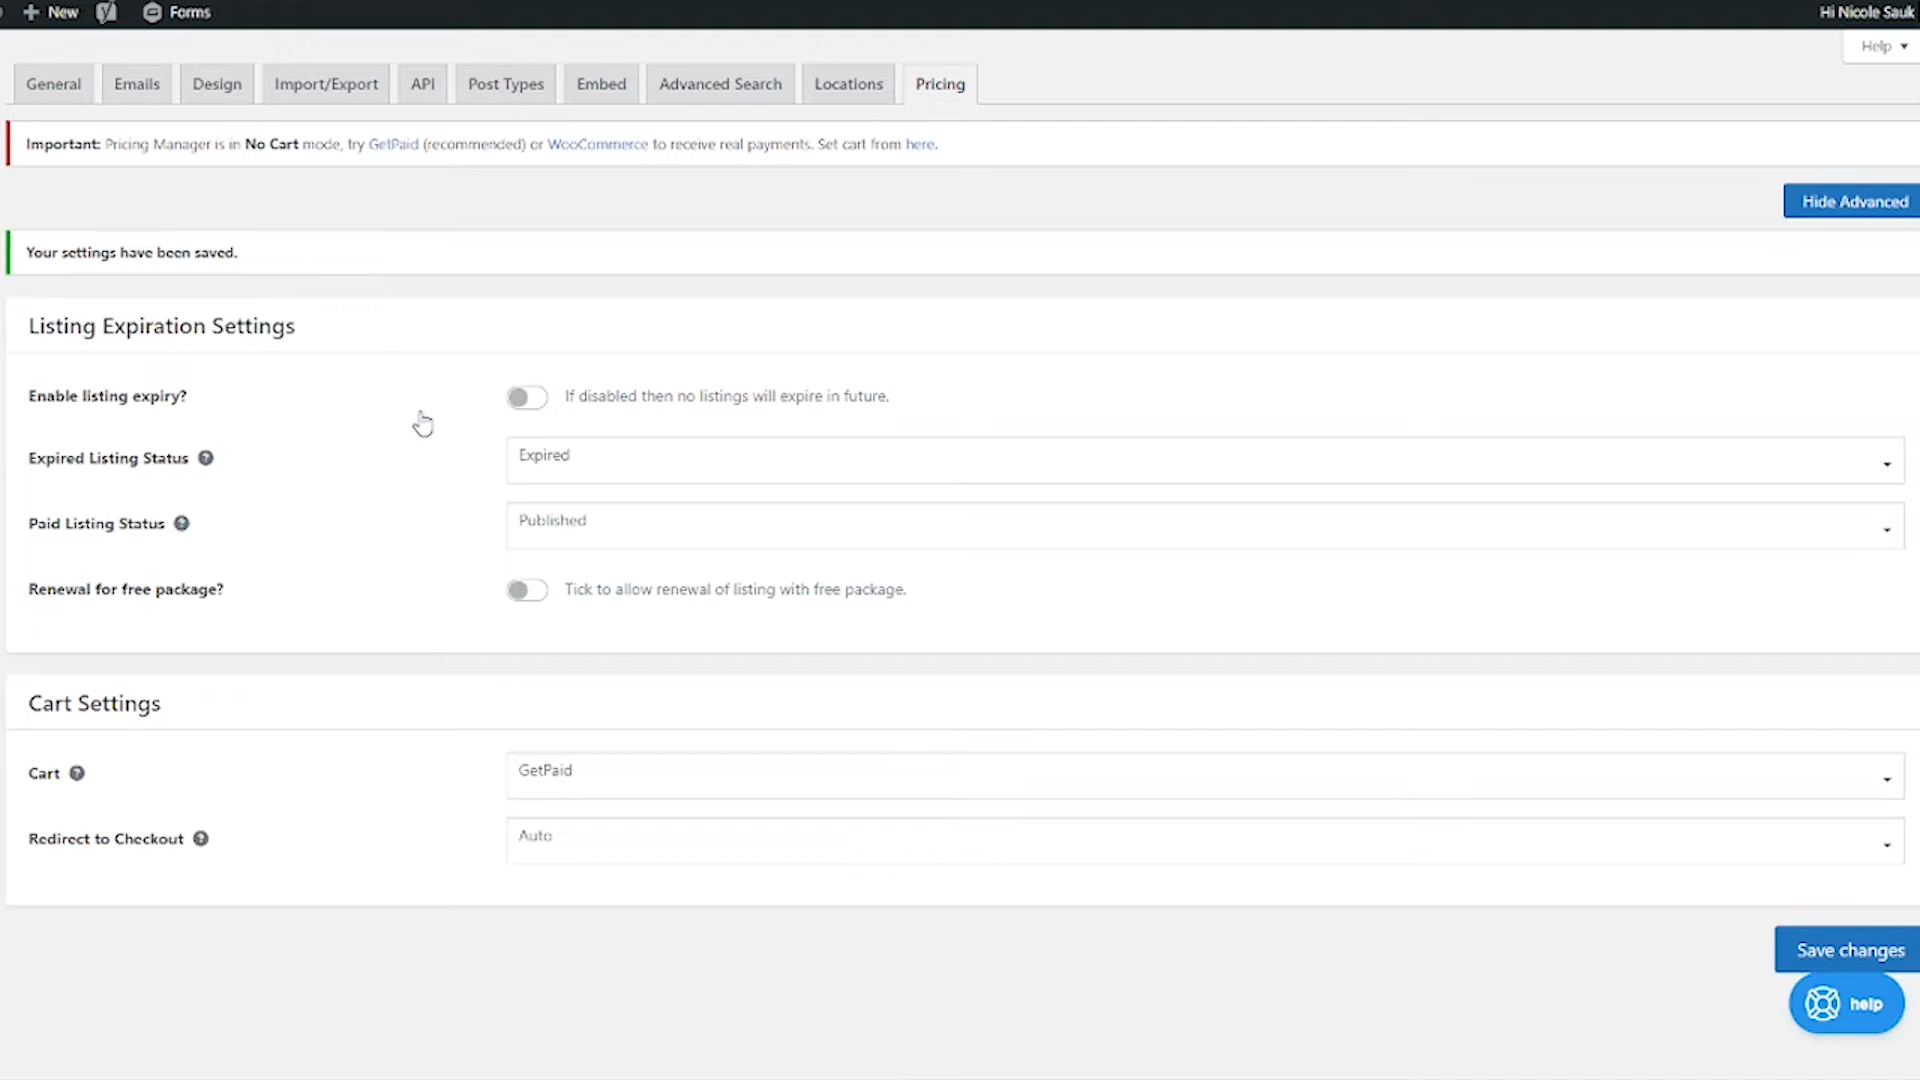 New Forms Hi Nicole Sauk
Help
General Emails Design Import/Export API Post Types Embed Advanced Search Locations Pricing
Important: Pricing Manager is in No Cart mode, try GetPaid (recommended) or WooCommerce to receive real payments. Set cart from here.
Hide Advanced
Your settings have been saved.
Listing Expiration Settings
Enable listing expiry? If disabled then no listings will expire in future.
Expired Listing Status Expired
Paid Listing Status Published
Renewal for free package? Tick to allow renewal of listing with free package.
Cart Settings
Cart GetPaid
Redirect to Checkout Auto
Save changes
help